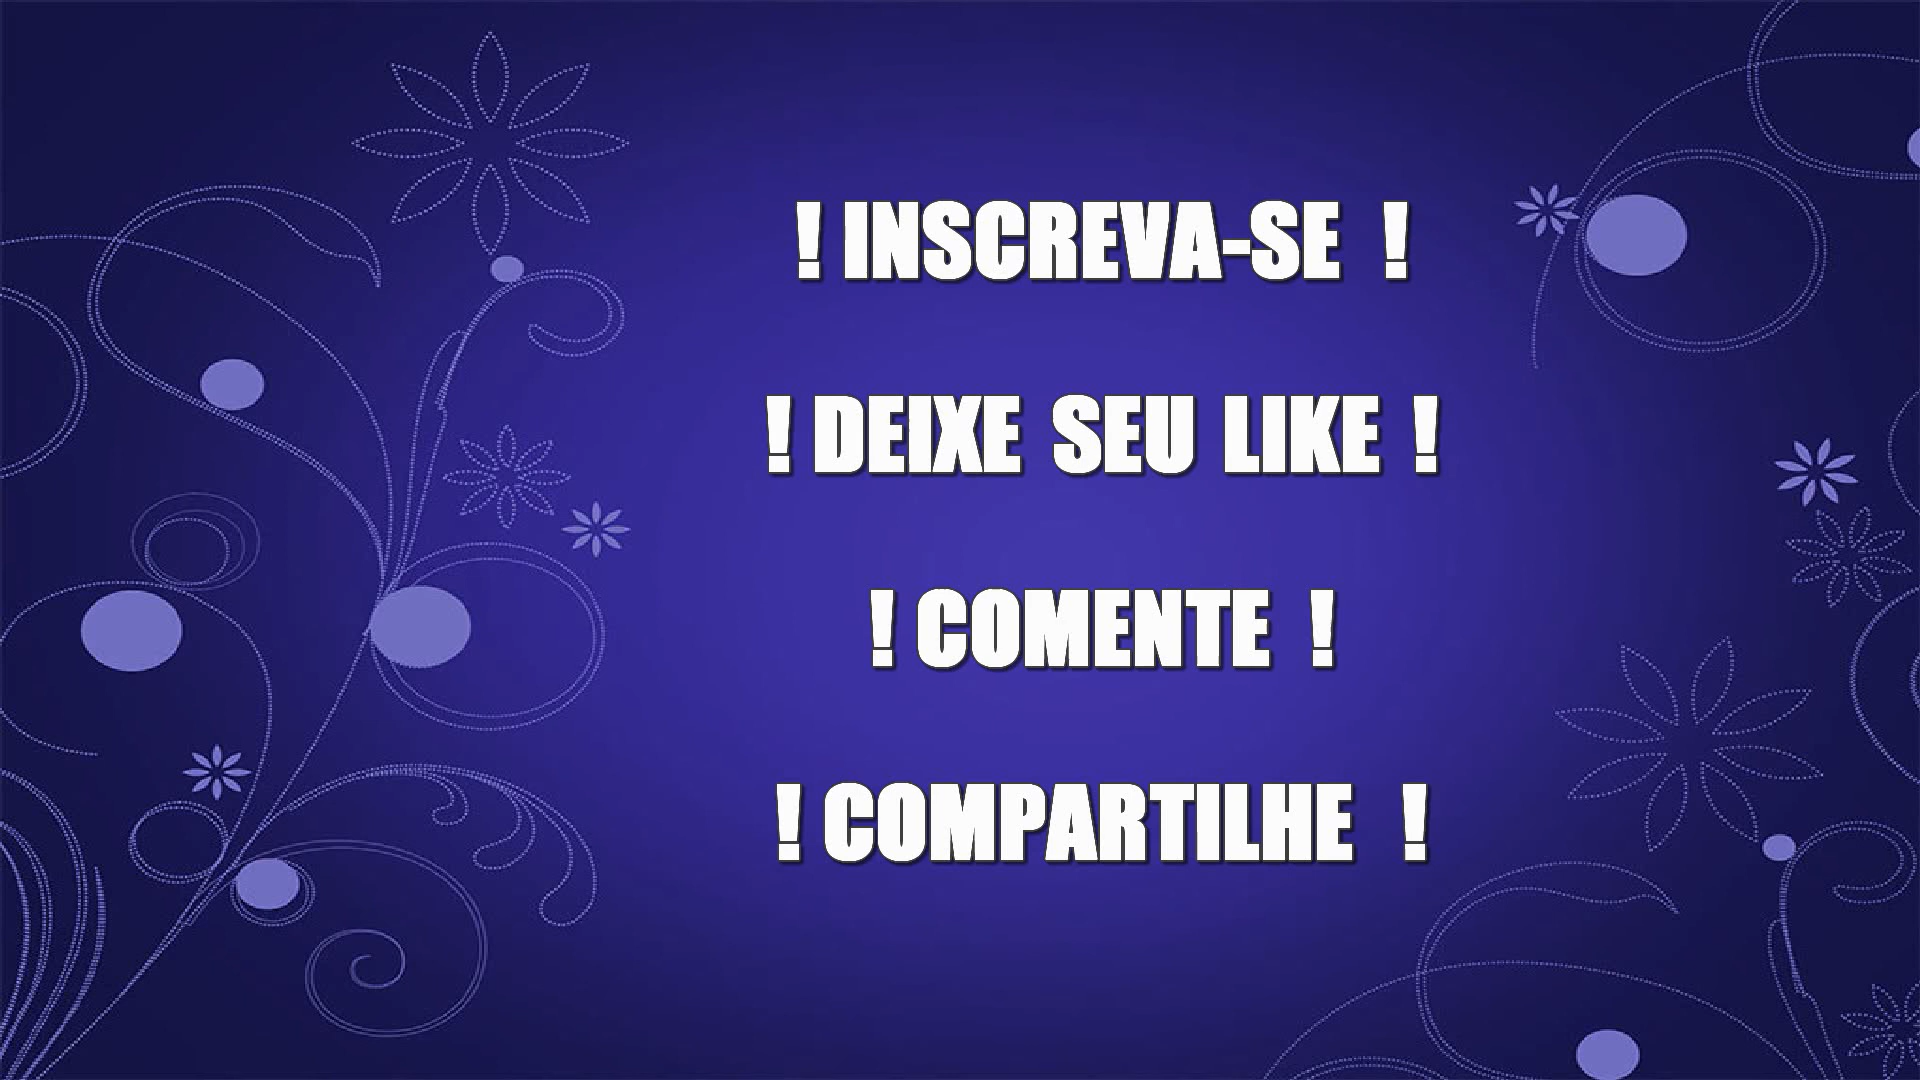 ! INSCREVA-SE !
! DEIXE SEU LIKE !
! COMENTE !
! COMPARTILHE !